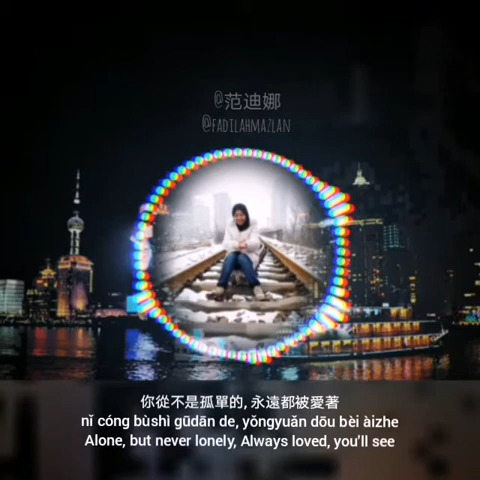 @范迪娜
@FADILAHMAZLAN
你從不是孤單的, 永遠都被愛著
nǐ cóng bùshì gūdān de, yǒngyuǎn dōu bèi àizhe
Alone, but never lonely, Always loved, you'll see